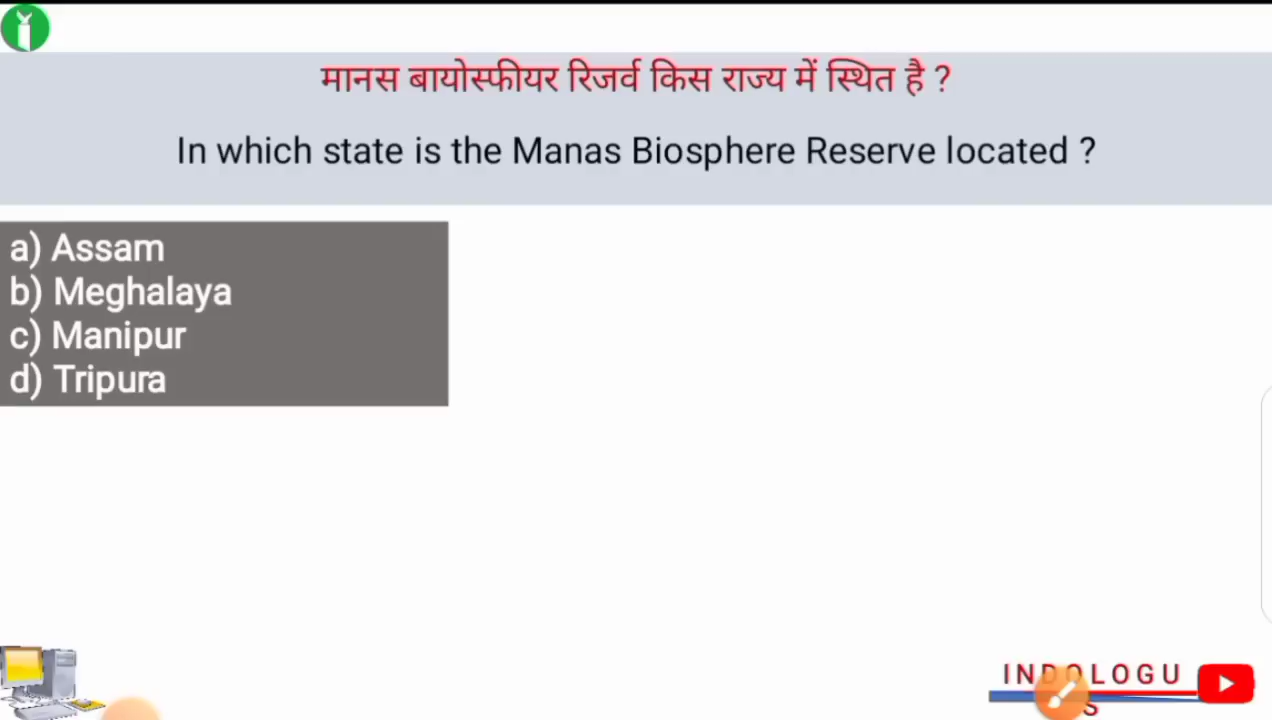 मानस बायोस्फीयर रिजर्व किस राज्य में स्थित है ?
In which state is the Manas Biosphere Reserve located ?
a) Assam
b) Meghalaya
c) Manipur
d) Tripura
INDOLOGU
S